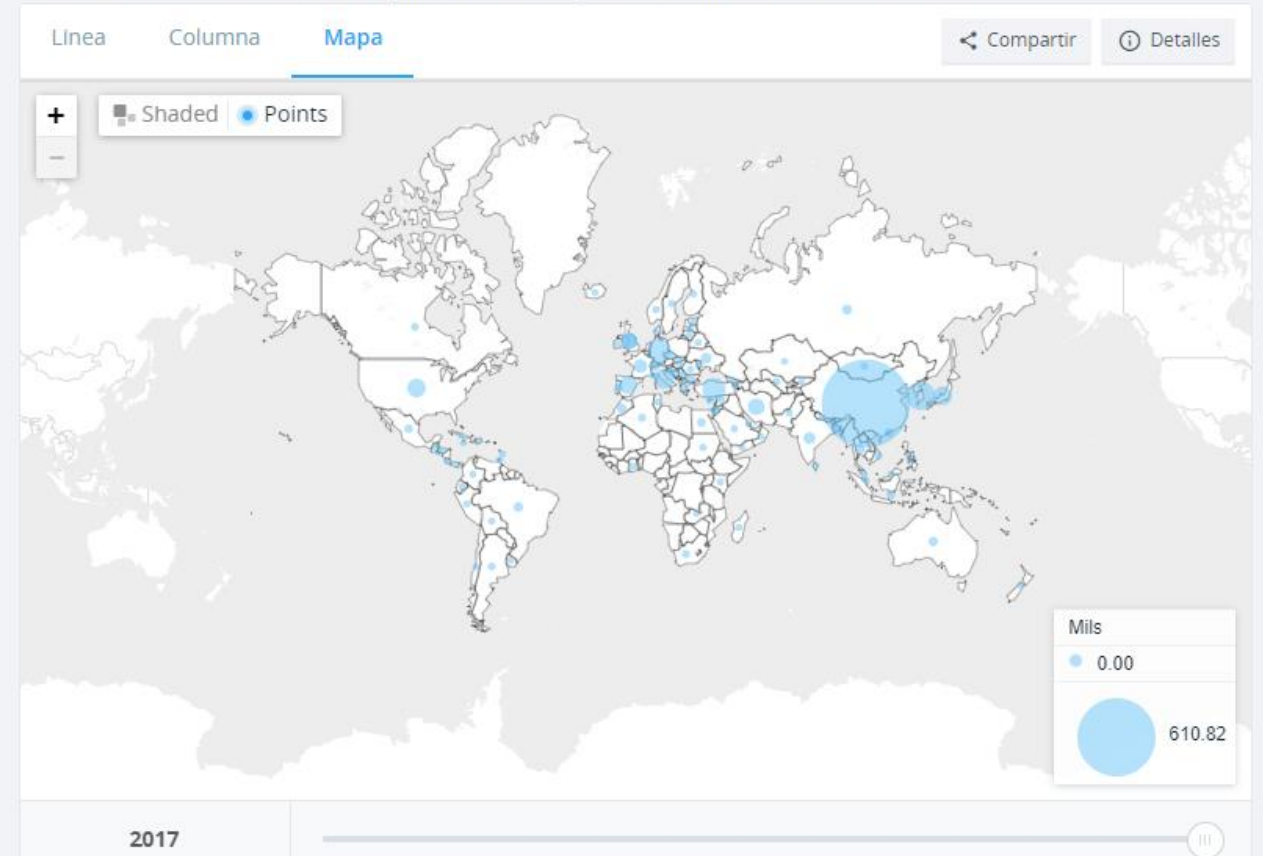 Línea Columna Mapa Compartir Detalles
+ Shaded Points
−
Mils
0.00
610.82
2017